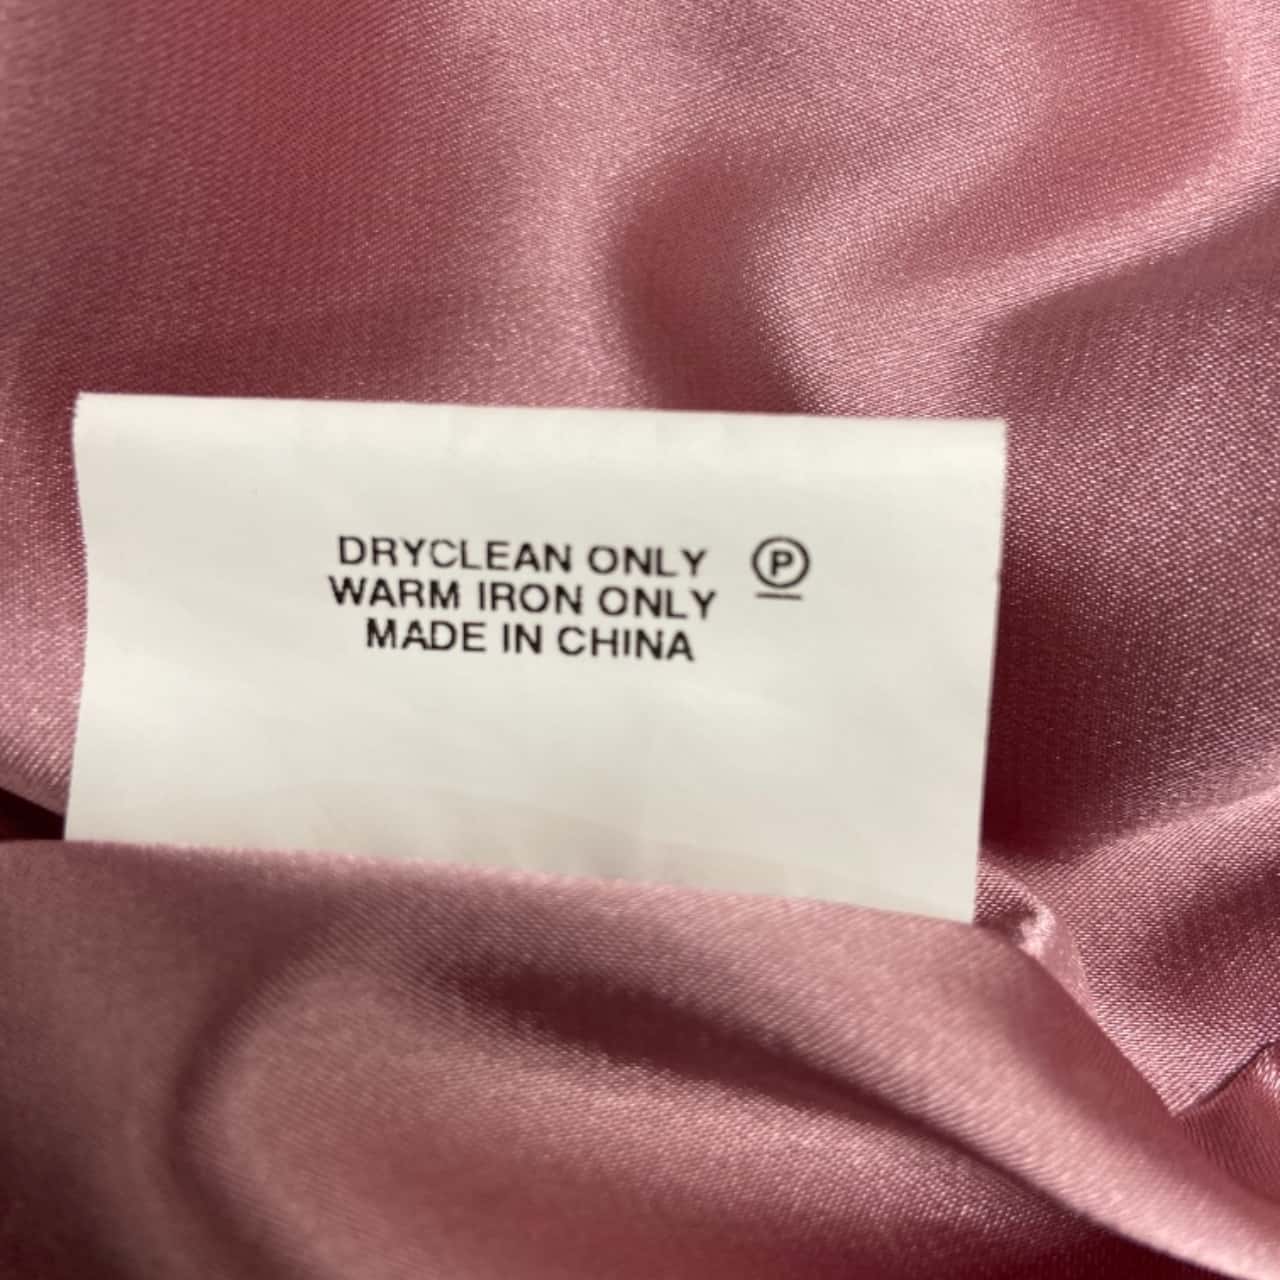 DRYCLEAN ONLY Ⓟ
WARM IRON ONLY
MADE IN CHINA